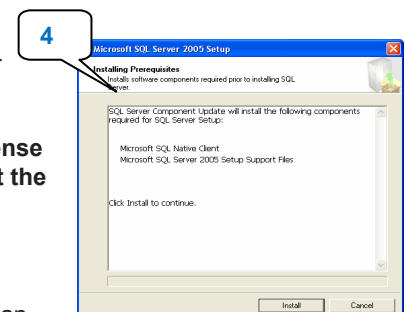 4
Microsoft SQL Server 2005 Setup
Installing Prerequisites
Installs software components required prior to installing SQL
Server.
SQL Server Component Update will install the following components
required for SQL Server Setup:
ense
t the
Microsoft SQL Native Client
Microsoft SQL Server 2005 Setup Support Files
Click Install to continue.
Install
Cancel